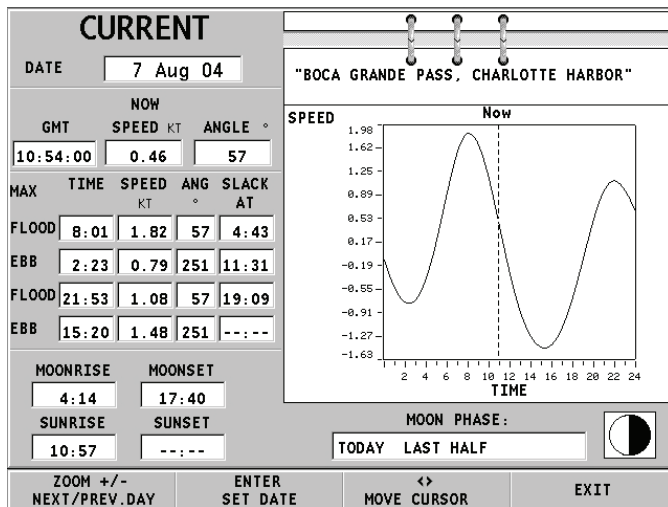 CURRENT
DATE 7 Aug 04
"BOCA GRANDE PASS, CHARLOTTE HARBOR"
NOW
GMT SPEED KT ANGLE °
10:54:00 0.46 57
MAX TIME SPEED KT ANG ° SLACK AT
FLOOD 8:01 1.82 57 4:43
EBB 2:23 0.79 251 11:31
FLOOD 21:53 1.08 57 19:09
EBB 15:20 1.48 251 --:--
MOONRISE MOONSET
4:14 17:40
SUNRISE SUNSET
10:57 --:--
SPEED Now
1.98
1.62
1.25
0.89
0.53
0.17
-0.19
-0.55
-0.91
-1.27
-1.63
2 4 6 8 10 12 14 16 18 20 22 24
TIME
MOON PHASE:
TODAY LAST HALF
ZOOM +/- ENTER <> EXIT
NEXT/PREV.DAY SET DATE MOVE CURSOR